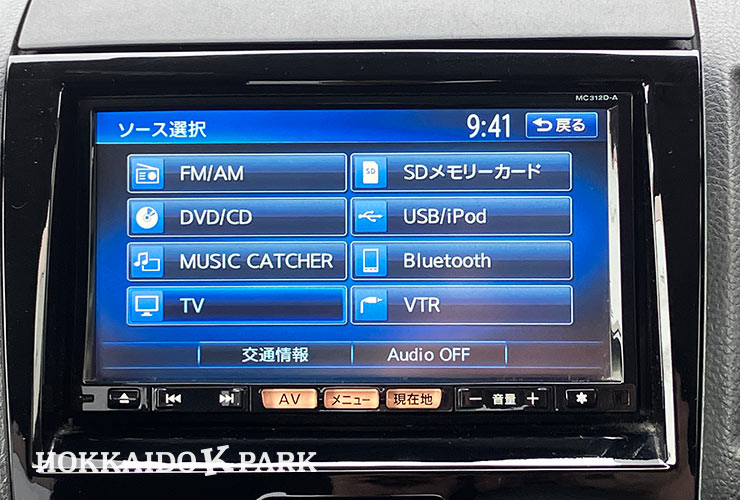 MC312D-A
ソース選択 9:41 戻る
FM/AM SD SDメモリーカード
DVD/CD USB/iPod
MUSIC CATCHER Bluetooth
TV VTR
交通情報 Audio OFF
AV メニュー 現在地 − 音量 +
HOKKAIDO K PARK